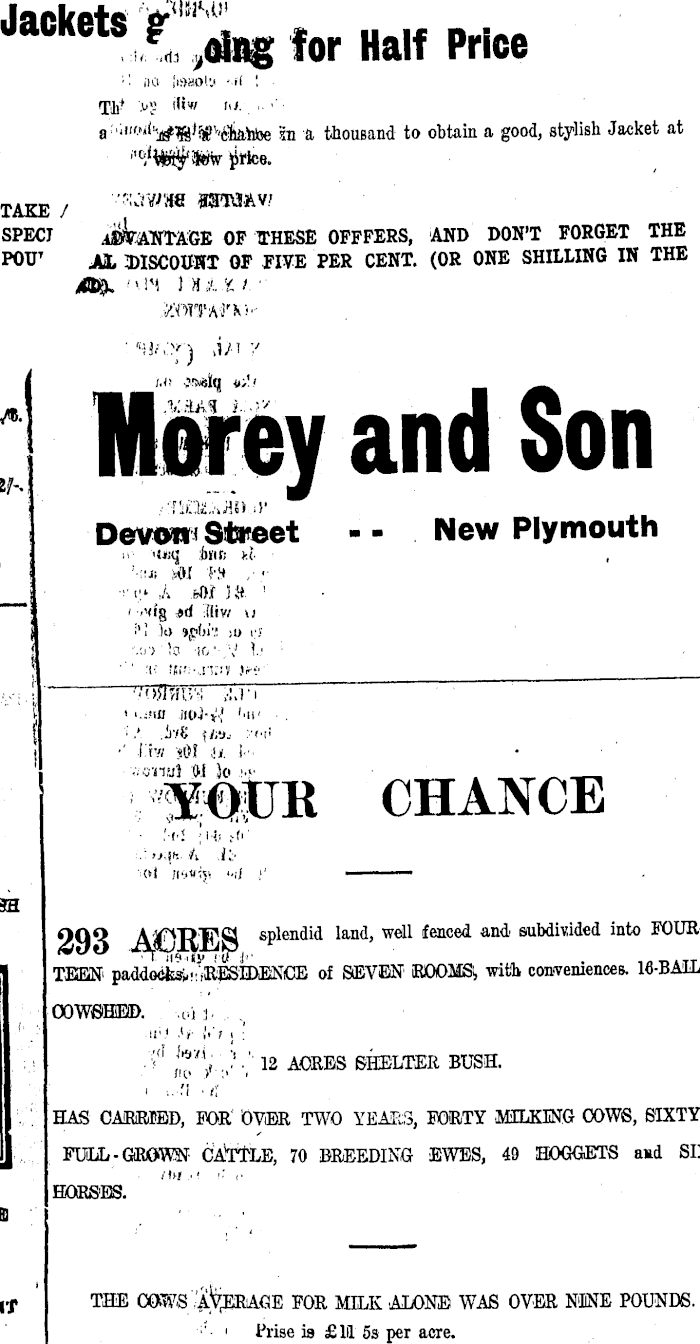 Jackets going for Half Price
This is a chance in a thousand to obtain a good, stylish Jacket at
a very low price.
TAKE ADVANTAGE OF THESE OFFFERS, AND DON'T FORGET THE
SPECIAL DISCOUNT OF FIVE PER CENT. (OR ONE SHILLING IN THE
POUND).
Morey and Son
Devon Street -- New Plymouth
YOUR CHANCE
293 ACRES splendid land, well fenced and subdivided into FOUR-
TEEN paddocks, RESIDENCE of SEVEN ROOMS, with conveniences. 16-BAIL
COWSHED.
12 ACRES SHELTER BUSH.
HAS CARRIED, FOR OVER TWO YEARS, FORTY MILKING COWS, SIXTY
FULL-GROWN CATTLE, 70 BREEDING EWES, 49 HOGGETS and
HORSES.
THE COWS AVERAGE FOR MILK ALONE WAS OVER NINE POUNDS.
Prise is £11 5s per acre.